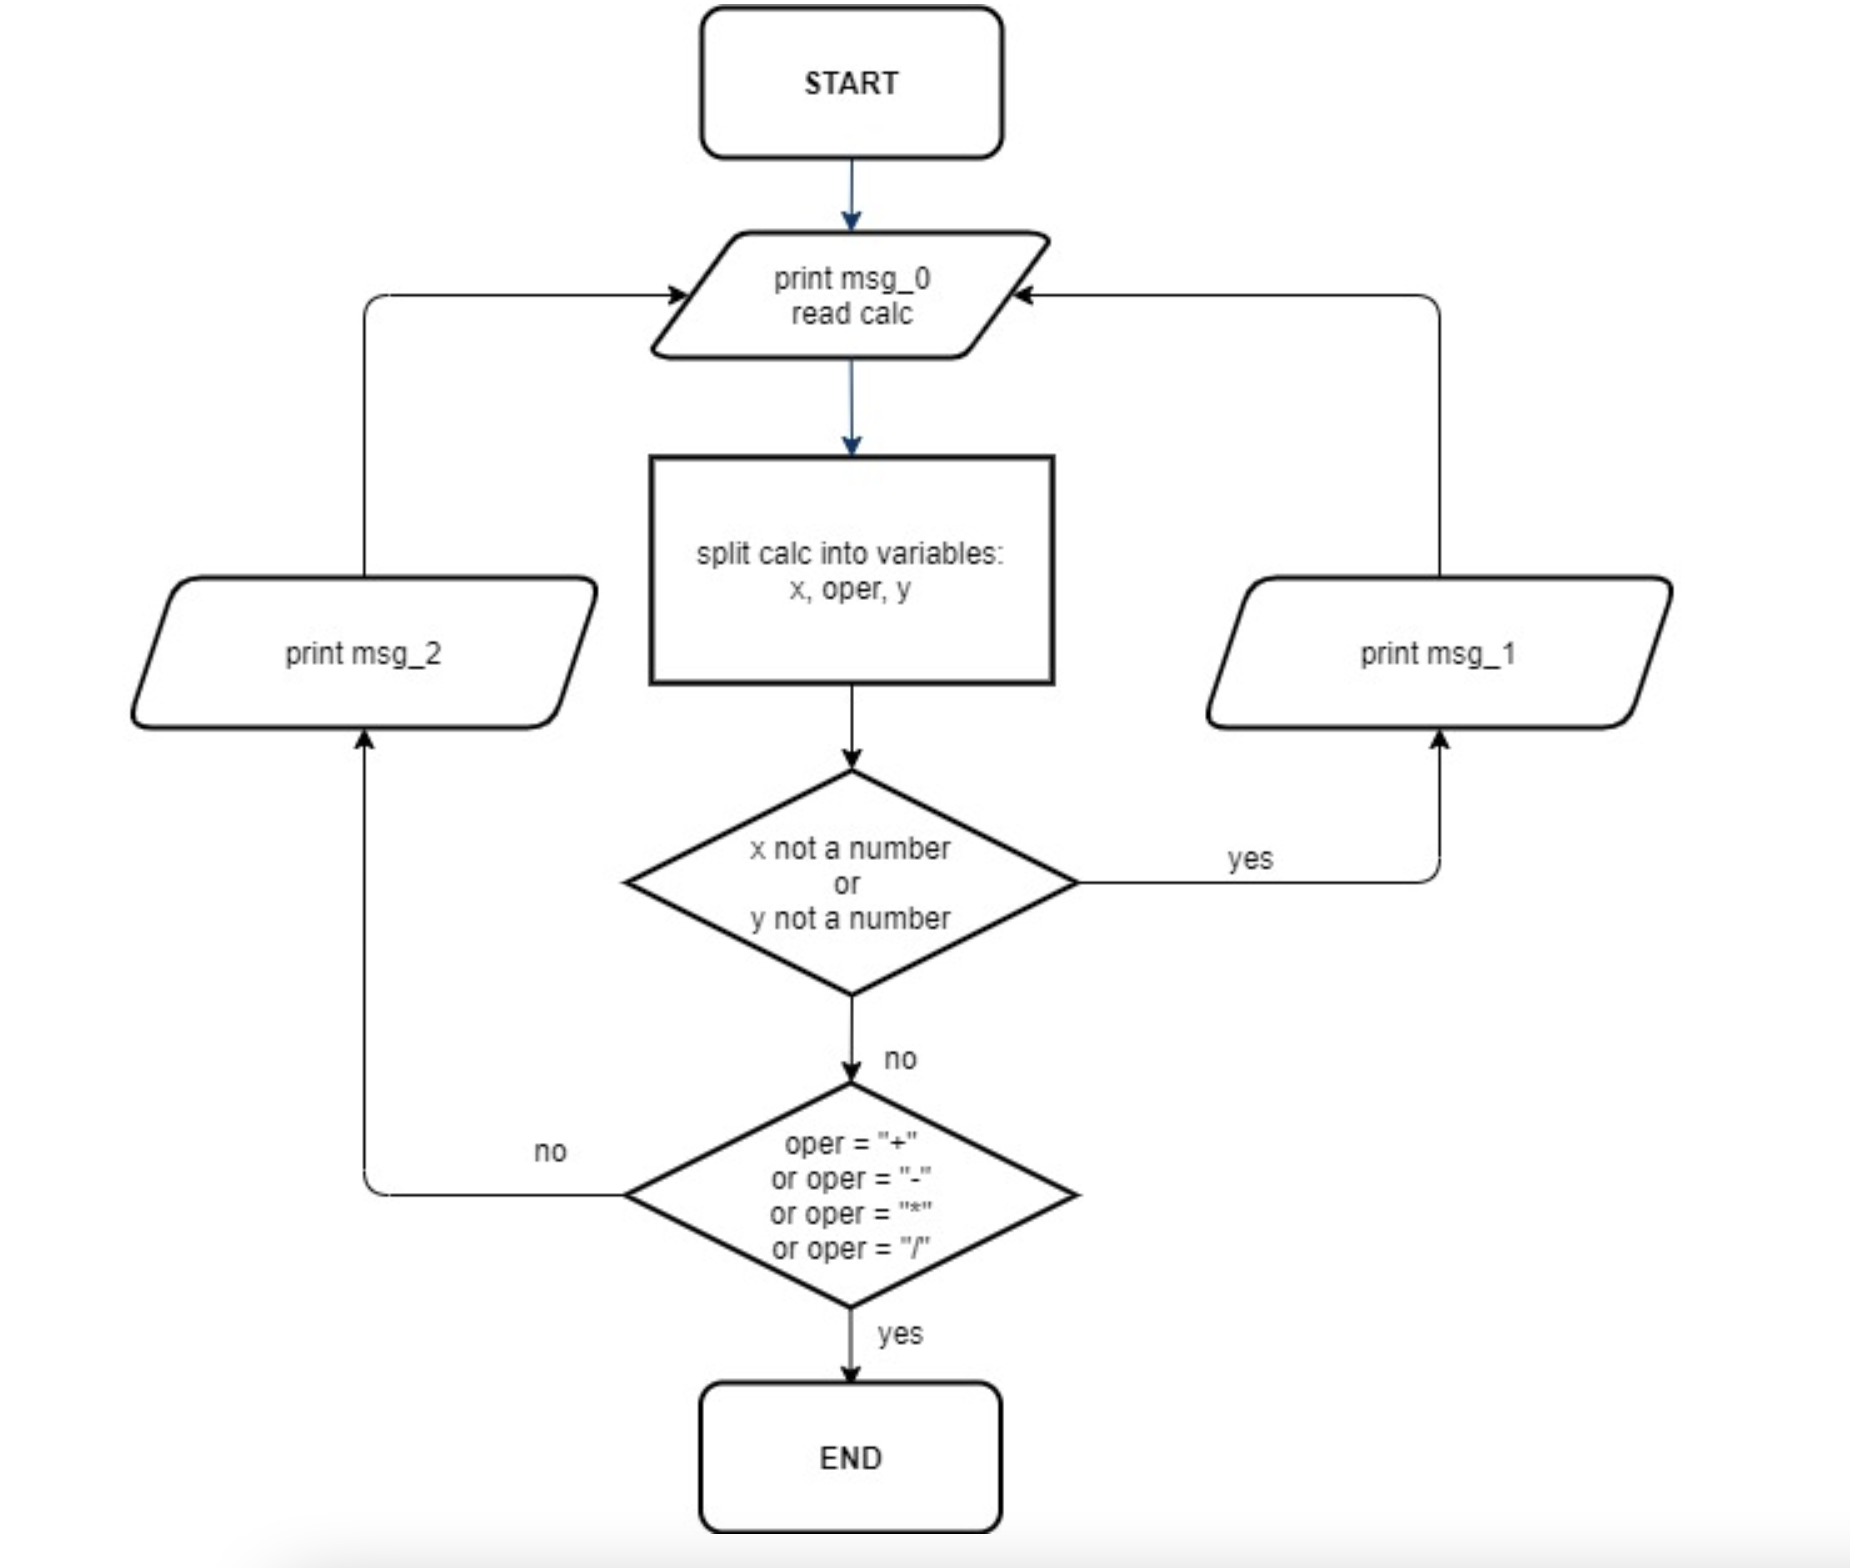 START
print msg_0
read calc
split calc into variables:
x, oper, y
print msg_2
print msg_1
x not a number
or
y not a number
yes
no
oper = "+"
or oper = "-"
or oper = "*"
or oper = "/"
no
yes
END